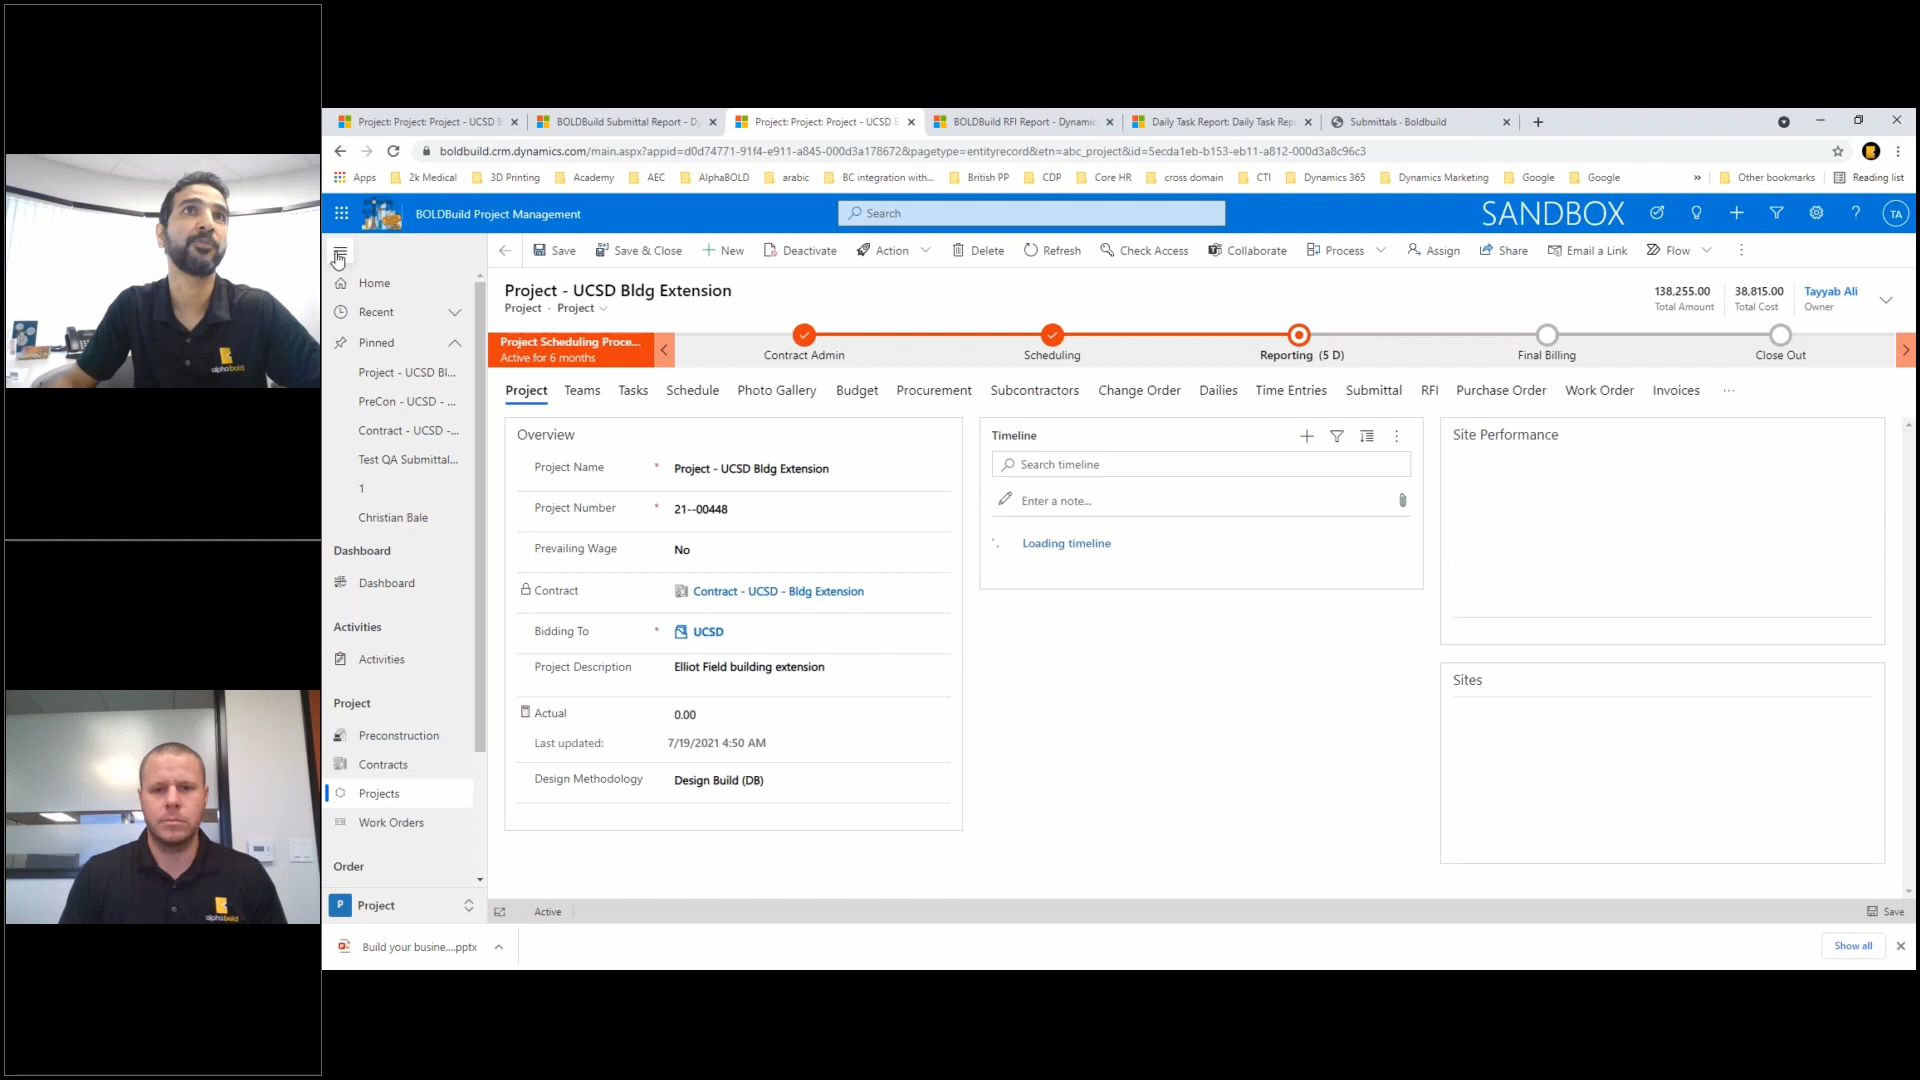 Project: Project: Project - UCSD B
BOLDBuild Submittal Report - Dy
Project: Project: Project - UCSD B
BOLDBuild RFI Report - Dynamic
Daily Task Report: Daily Task Rep
Submittals - Boldbuild
boldbuild.crm.dynamics.com/main.aspx?appid=d0d74771-91f4-e911-a845-000d3a178672&pagetype=entityrecord&etn=abc_project&id=5ecda1eb-b153-eb11-a812-000d3a8c96c3
Apps
2k Medical
3D Printing
Academy
AEC
AlphaBOLD
arabic
BC integration with...
British PP
CDP
Core HR
cross domain
CTI
Dynamics 365
Dynamics Marketing
Google
Google
»
Other bookmarks
Reading list
BOLDBuild Project Management
Search
SANDBOX
TA
Save
Save & Close
New
Deactivate
Action
Delete
Refresh
Check Access
Collaborate
Process
Assign
Share
Email a Link
Flow
Home
Recent
Pinned
Project - UCSD Bl...
PreCon - UCSD - ...
Contract - UCSD -...
Test QA Submittal...
1
Christian Bale
Dashboard
Dashboard
Activities
Activities
Project
Preconstruction
Contracts
Projects
Work Orders
Order
P Project
Project - UCSD Bldg Extension
Project · Project
138,255.00
Total Amount
38,815.00
Total Cost
Tayyab Ali
Owner
Project Scheduling Proce...
Active for 6 months
Contract Admin
Scheduling
Reporting (5 D)
Final Billing
Close Out
Project
Teams
Tasks
Schedule
Photo Gallery
Budget
Procurement
Subcontractors
Change Order
Dailies
Time Entries
Submittal
RFI
Purchase Order
Work Order
Invoices
...
Overview
Project Name * Project - UCSD Bldg Extension
Project Number * 21--00448
Prevailing Wage No
Contract Contract - UCSD - Bldg Extension
Bidding To * UCSD
Project Description Elliot Field building extension
Actual 0.00
Last updated: 7/19/2021 4:50 AM
Design Methodology Design Build (DB)
Timeline
Search timeline
Enter a note...
Loading timeline
Site Performance
Sites
Active
Save
Build your busine....pptx
Show all
alphabold
alphabold